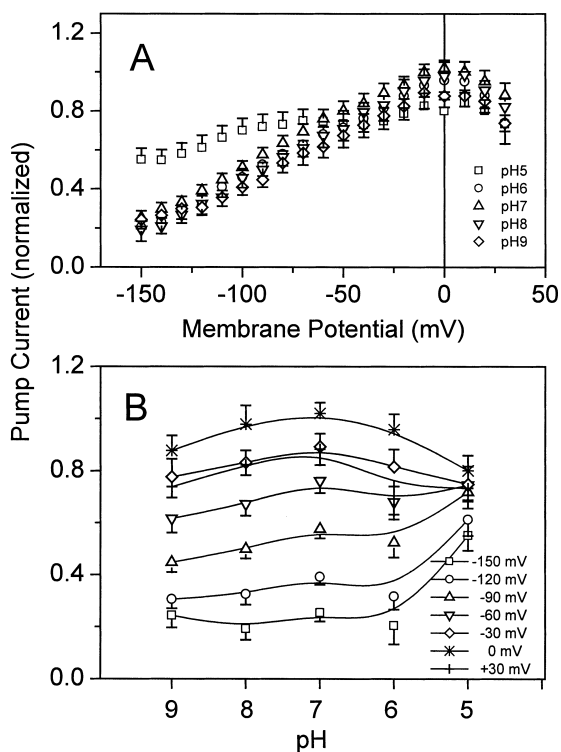 Pump Current (normalized)
A
1.2
0.8
0.4
0.0
pH5
pH6
pH7
pH8
pH9
-150 -100 -50 0 50
Membrane Potential (mV)
B
1.2
0.8
0.4
0.0
-150 mV
-120 mV
-90 mV
-60 mV
-30 mV
0 mV
+30 mV
9 8 7 6 5
pH